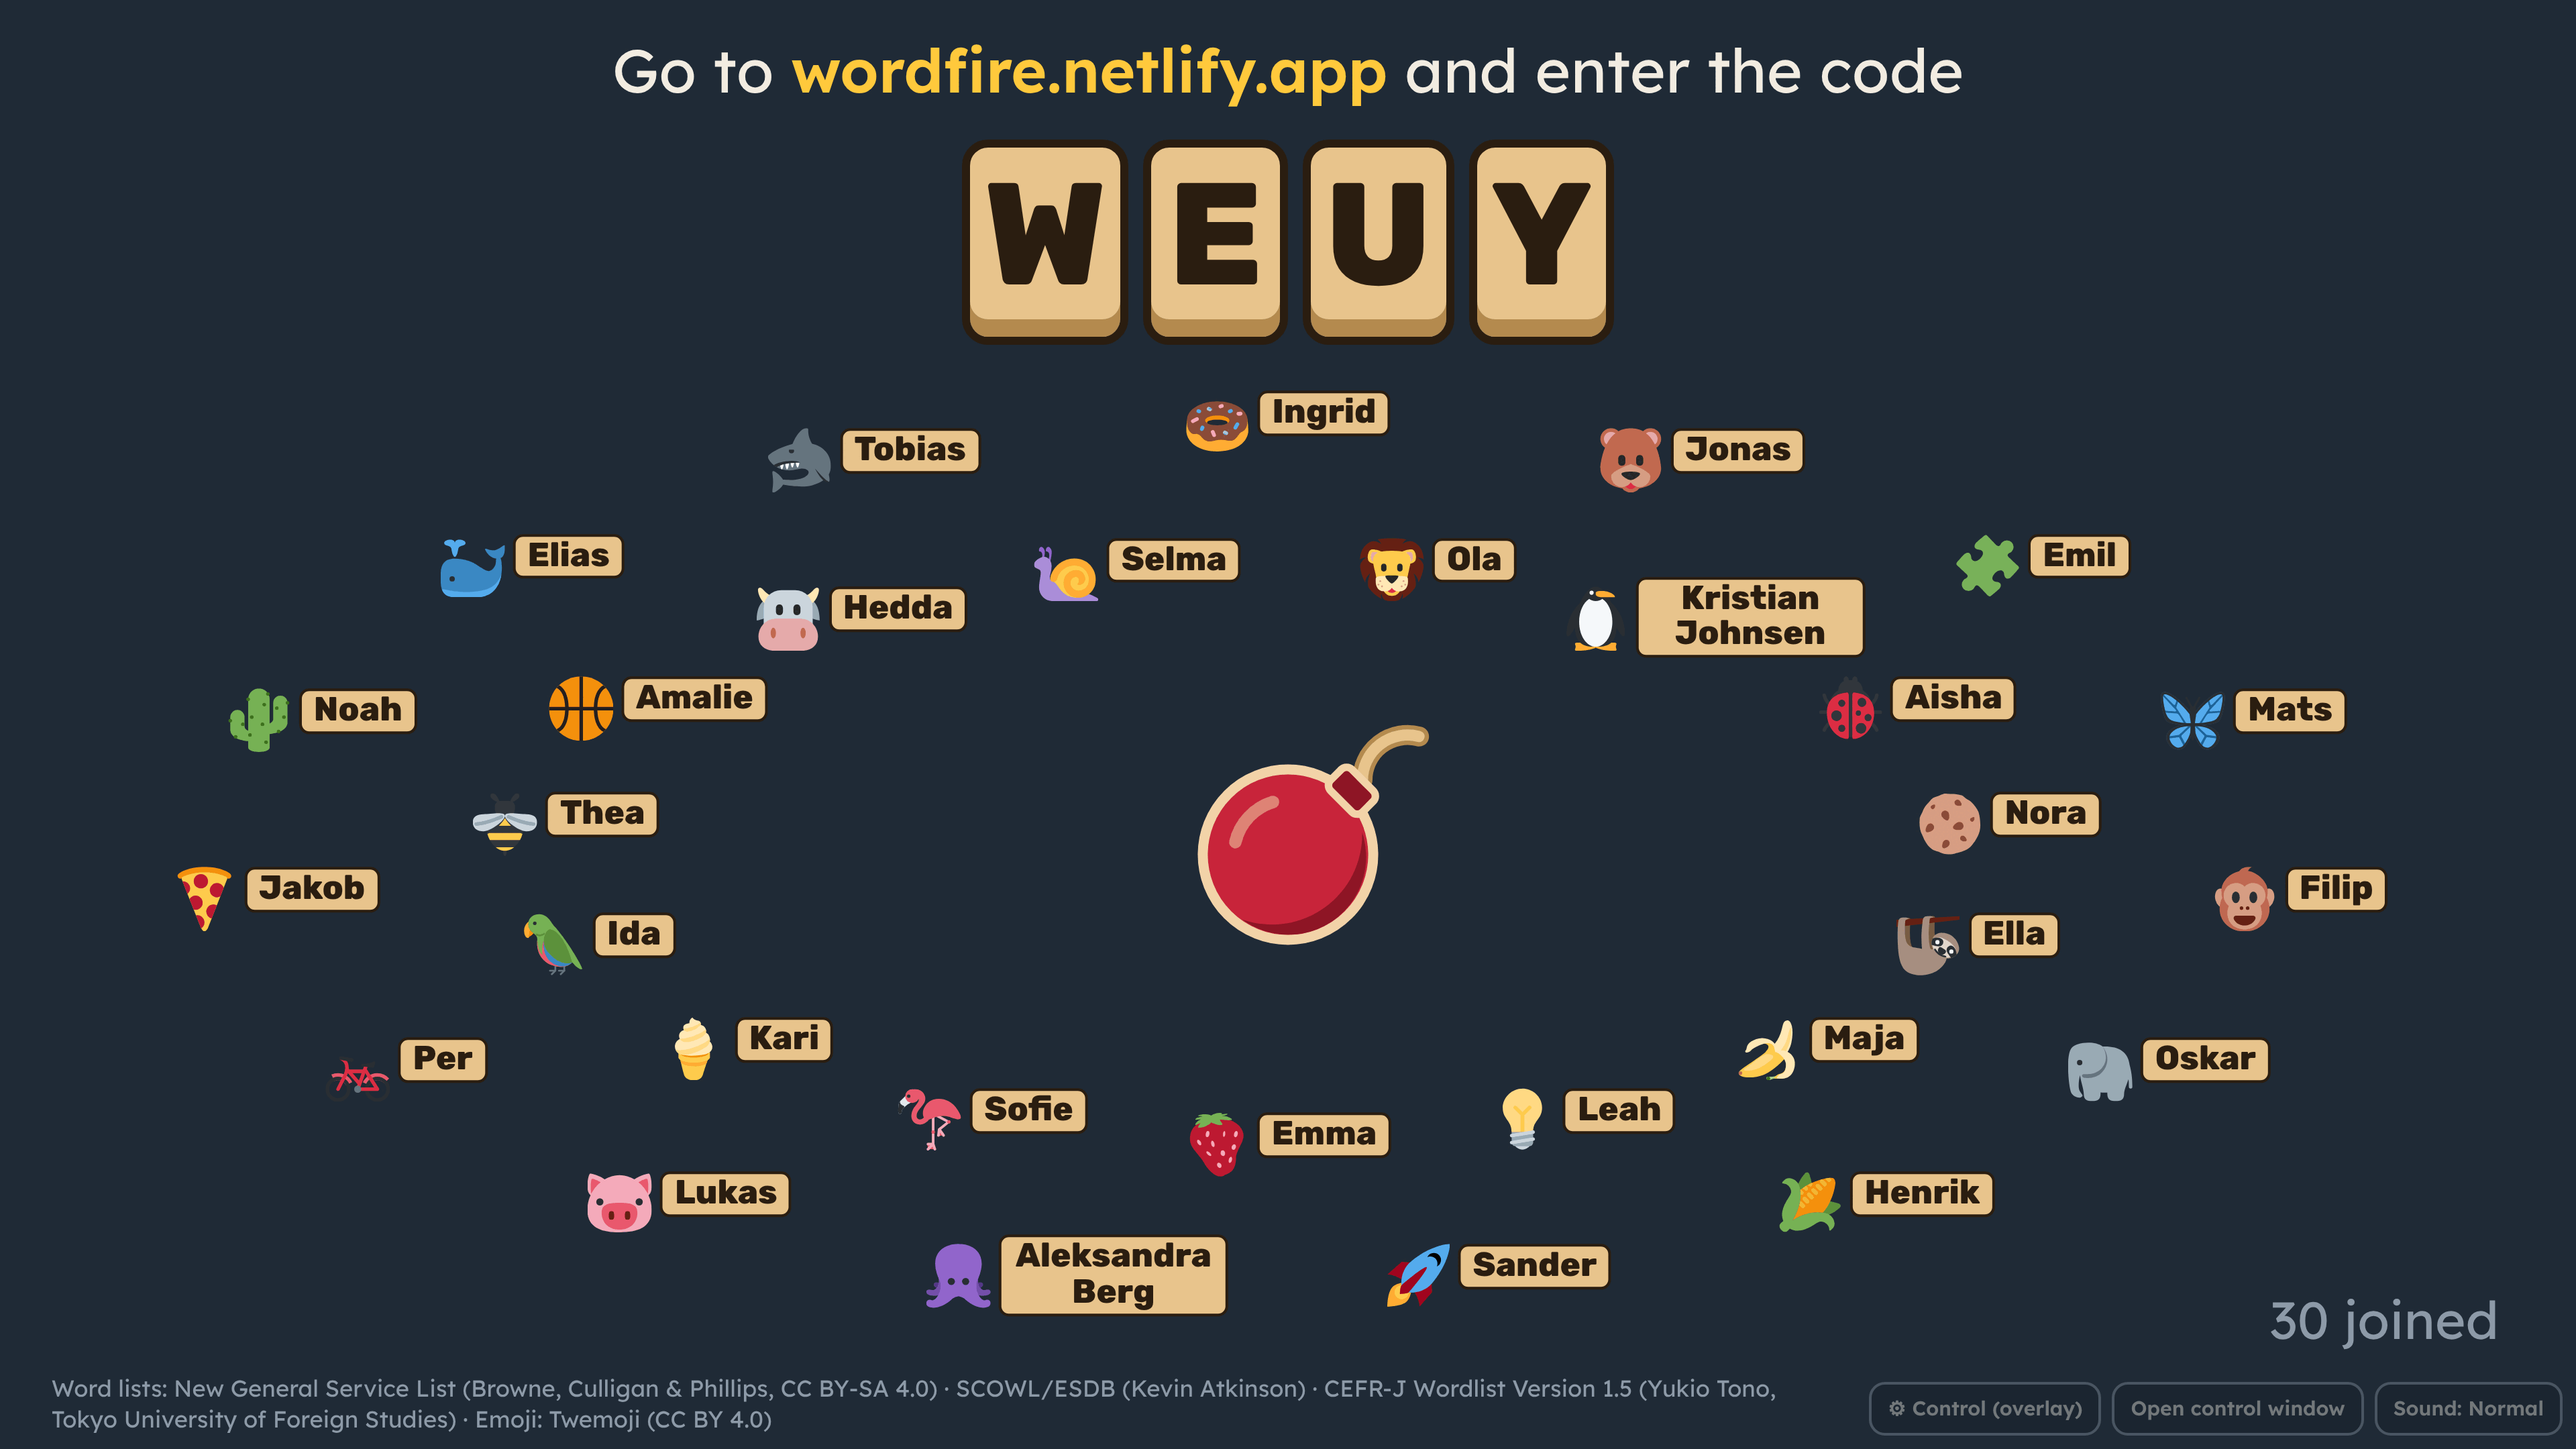 Go to wordfire.netlify.app and enter the code
WEUY
Ingrid
Tobias
Jonas
Elias
Selma
Ola
Emil
Hedda
Kristian
Johnsen
Noah
Amalie
Aisha
Mats
Thea
Nora
Jakob
Filip
Ida
Ella
Per
Kari
Maja
Oskar
Sofie
Emma
Leah
Lukas
Henrik
Aleksandra
Berg
Sander
30 joined
Word lists: New General Service List (Browne, Culligan & Phillips, CC BY-SA 4.0) · SCOWL/ESDB (Kevin Atkinson) · CEFR-J Wordlist Version 1.5 (Yukio Tono,
Tokyo University of Foreign Studies) · Emoji: Twemoji (CC BY 4.0)
⚙ Control (overlay)
Open control window
Sound: Normal